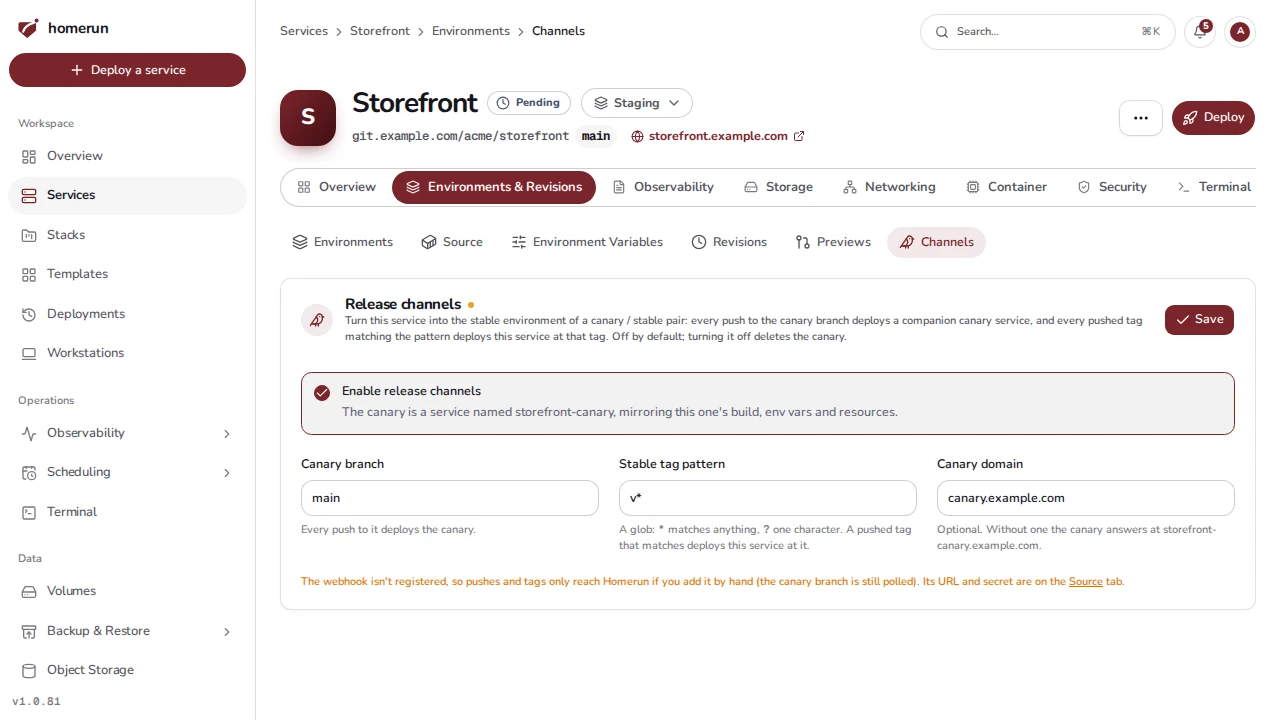 homerun
Deploy a service
Workspace
Overview
Services
Stacks
Templates
Deployments
Workstations
Operations
Observability
Scheduling
Terminal
Data
Volumes
Backup & Restore
Object Storage
v1.0.81
Services > Storefront > Environments > Channels
Search...
⌘K
5
A
S
Storefront
Pending
Staging
git.example.com/acme/storefront main
storefront.example.com
Deploy
Overview
Environments & Revisions
Observability
Storage
Networking
Container
Security
Terminal
Environments
Source
Environment Variables
Revisions
Previews
Channels
Release channels
Turn this service into the stable environment of a canary / stable pair: every push to the canary branch deploys a companion canary service, and every pushed tag
matching the pattern deploys this service at that tag. Off by default; turning it off deletes the canary.
Save
Enable release channels
The canary is a service named storefront-canary, mirroring this one's build, env vars and resources.
Canary branch
main
Every push to it deploys the canary.
Stable tag pattern
v*
A glob: * matches anything, ? one character. A pushed tag
that matches deploys this service at it.
Canary domain
canary.example.com
Optional. Without one the canary answers at storefront-
canary.example.com.
The webhook isn't registered, so pushes and tags only reach Homerun if you add it by hand (the canary branch is still polled). Its URL and secret are on the Source tab.